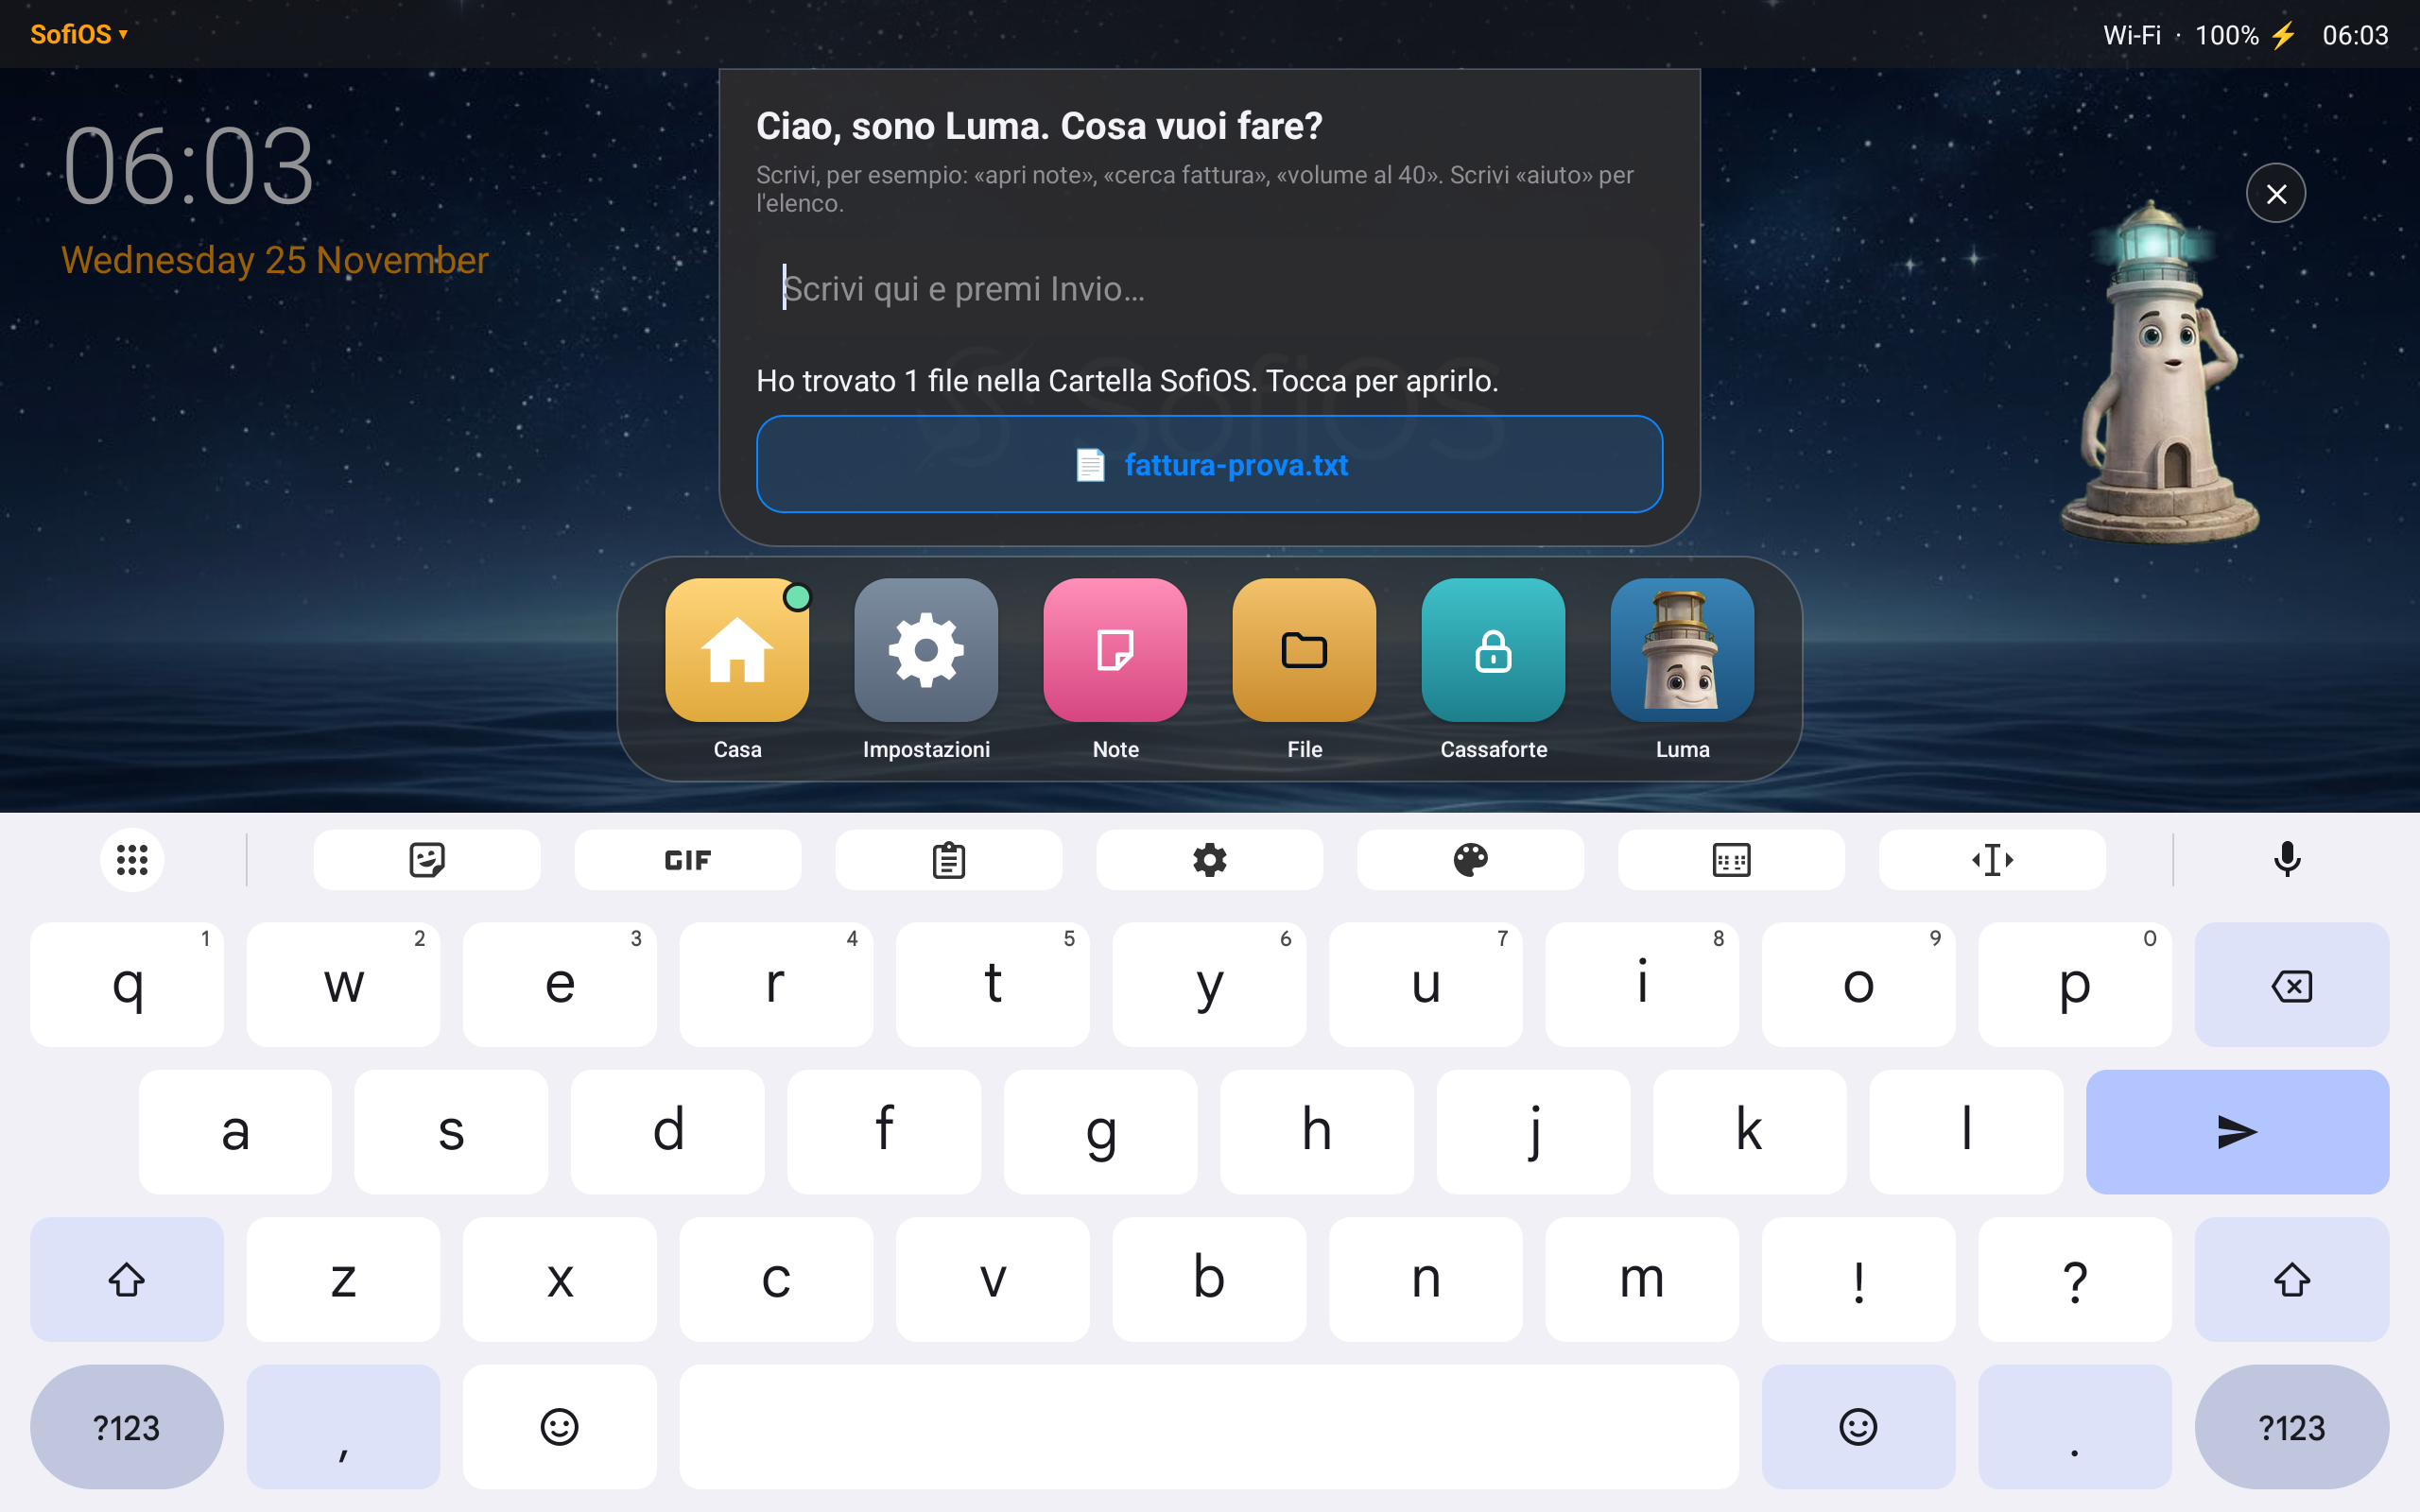 SofiOS ▾
Wi-Fi · 100% ⚡ 06:03
06:03
Wednesday 25 November
Ciao, sono Luma. Cosa vuoi fare?
Scrivi, per esempio: «apri note», «cerca fattura», «volume al 40». Scrivi «aiuto» per
l'elenco.
Scrivi qui e premi Invio...
SofiOS
Ho trovato 1 file nella Cartella SofiOS. Tocca per aprirlo.
fattura-prova.txt
Casa Impostazioni Note File Cassaforte Luma
GIF
1 2 3 4 5 6 7 8 9 0
q w e r t y u i o p
a s d f g h j k l
z x c v b n m ! ?
?123 , . ?123